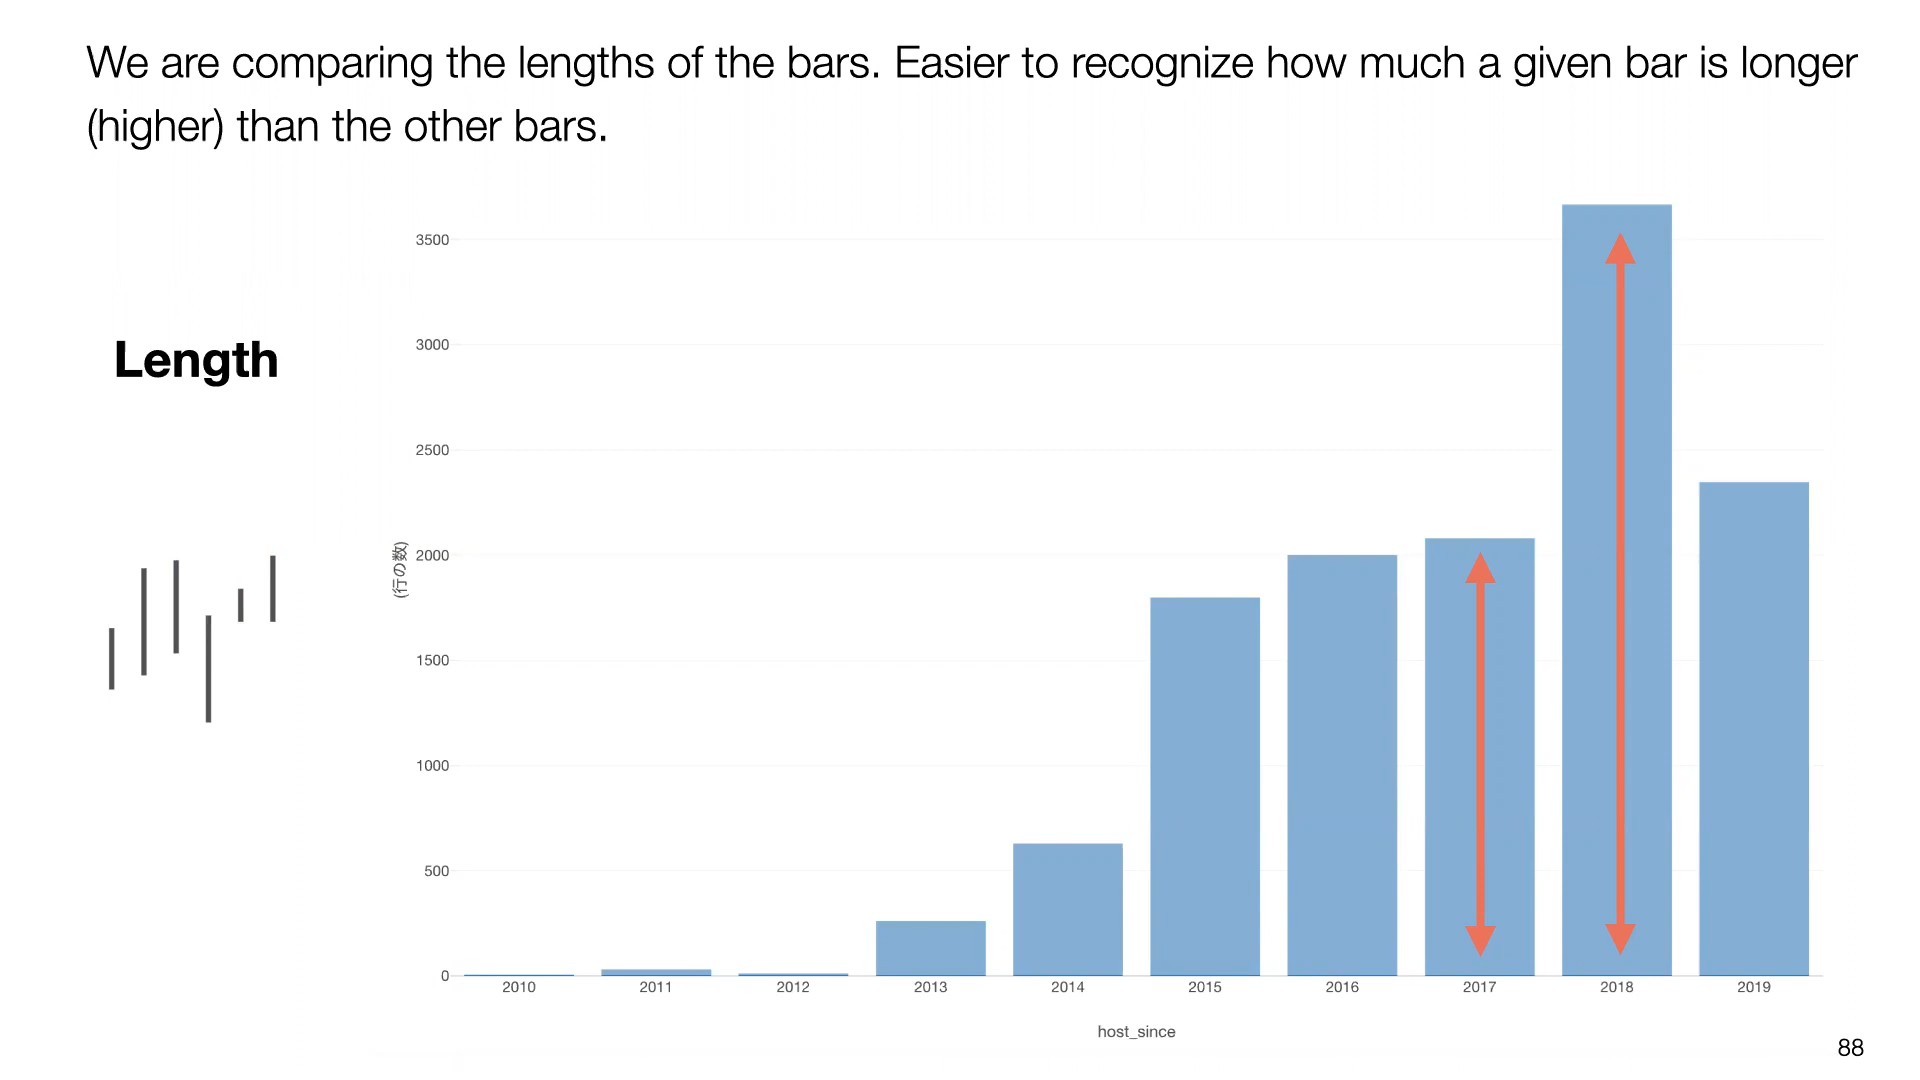 We are comparing the lengths of the bars. Easier to recognize how much a given bar is longer
(higher) than the other bars.
Length
3500
3000
2500
2000
1500
1000
500
0
(行の数)
2010 2011 2012 2013 2014 2015 2016 2017 2018 2019
host_since
88